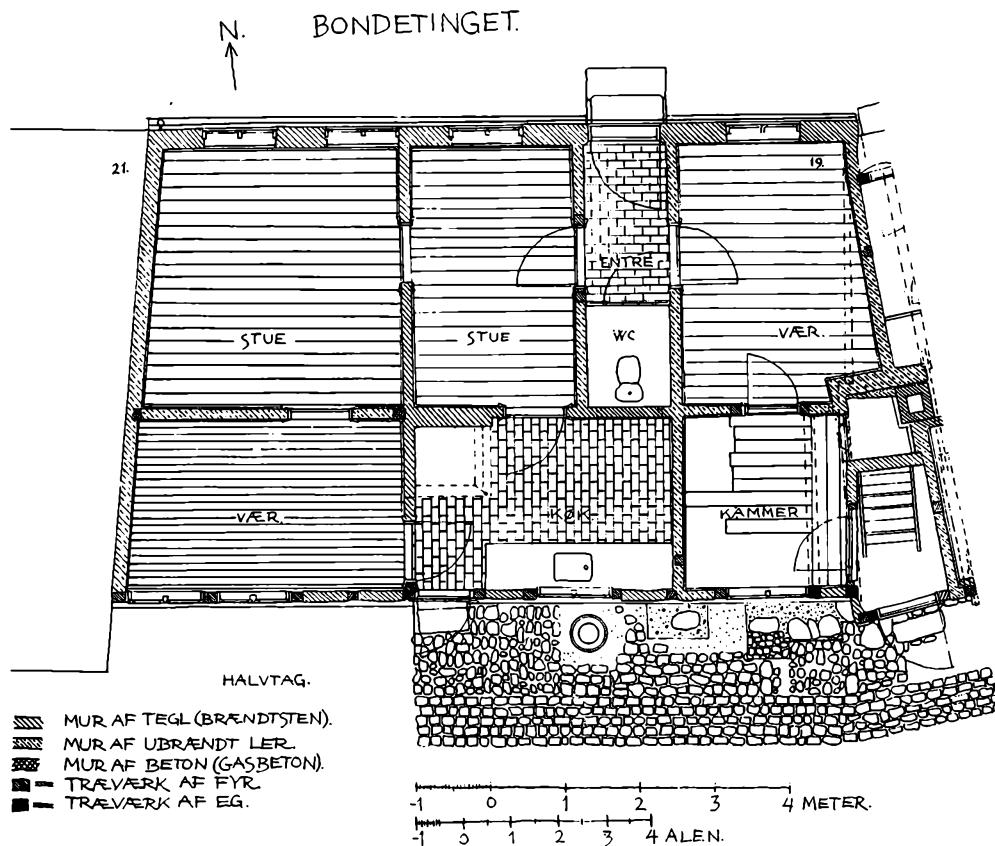 N.
BONDETINGET.
21.
19.
ENTRE
STUE
STUE
WC
VÆR.
VÆR.
KØK.
KAMMER
HALVTAG.
MUR AF TEGL (BRÆNDTSTEN).
MUR AF UBRÆNDT LER.
MUR AF BETON (GASBETON).
TRÆVÆRK AF FYR.
TRÆVÆRK AF EG.
-1 0 1 2 3 4 METER.
-1 0 1 2 3 4 ALEN.